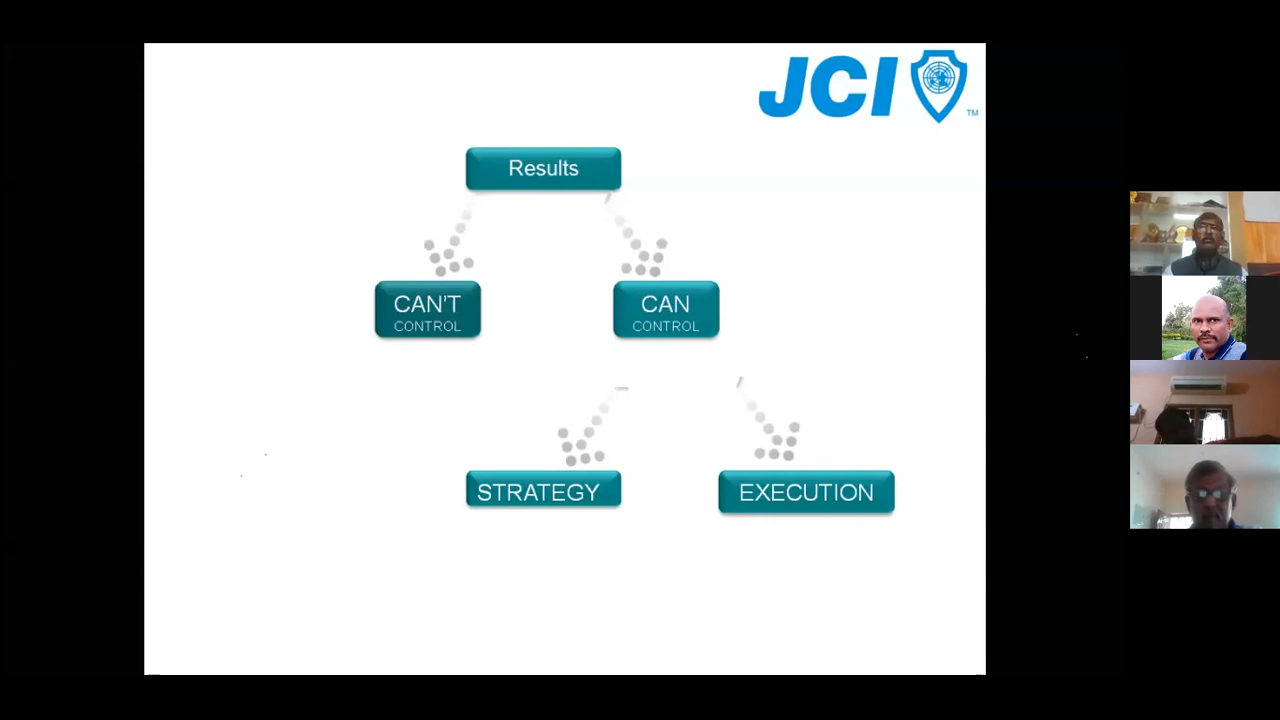 JCI
TM
Results
CAN'T
CONTROL
CAN
CONTROL
STRATEGY
EXECUTION